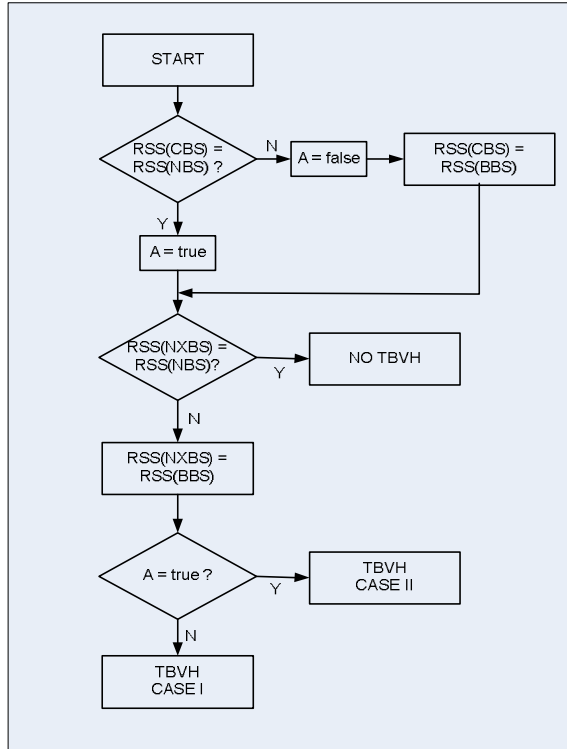 START
RSS(CBS) =
RSS(NBS) ?
N
A = false
RSS(CBS) =
RSS(BBS)
Y
A = true
RSS(NXBS) =
RSS(NBS)?
Y
NO TBVH
N
RSS(NXBS) =
RSS(BBS)
A = true ?
Y
TBVH
CASE II
N
TBVH
CASE I